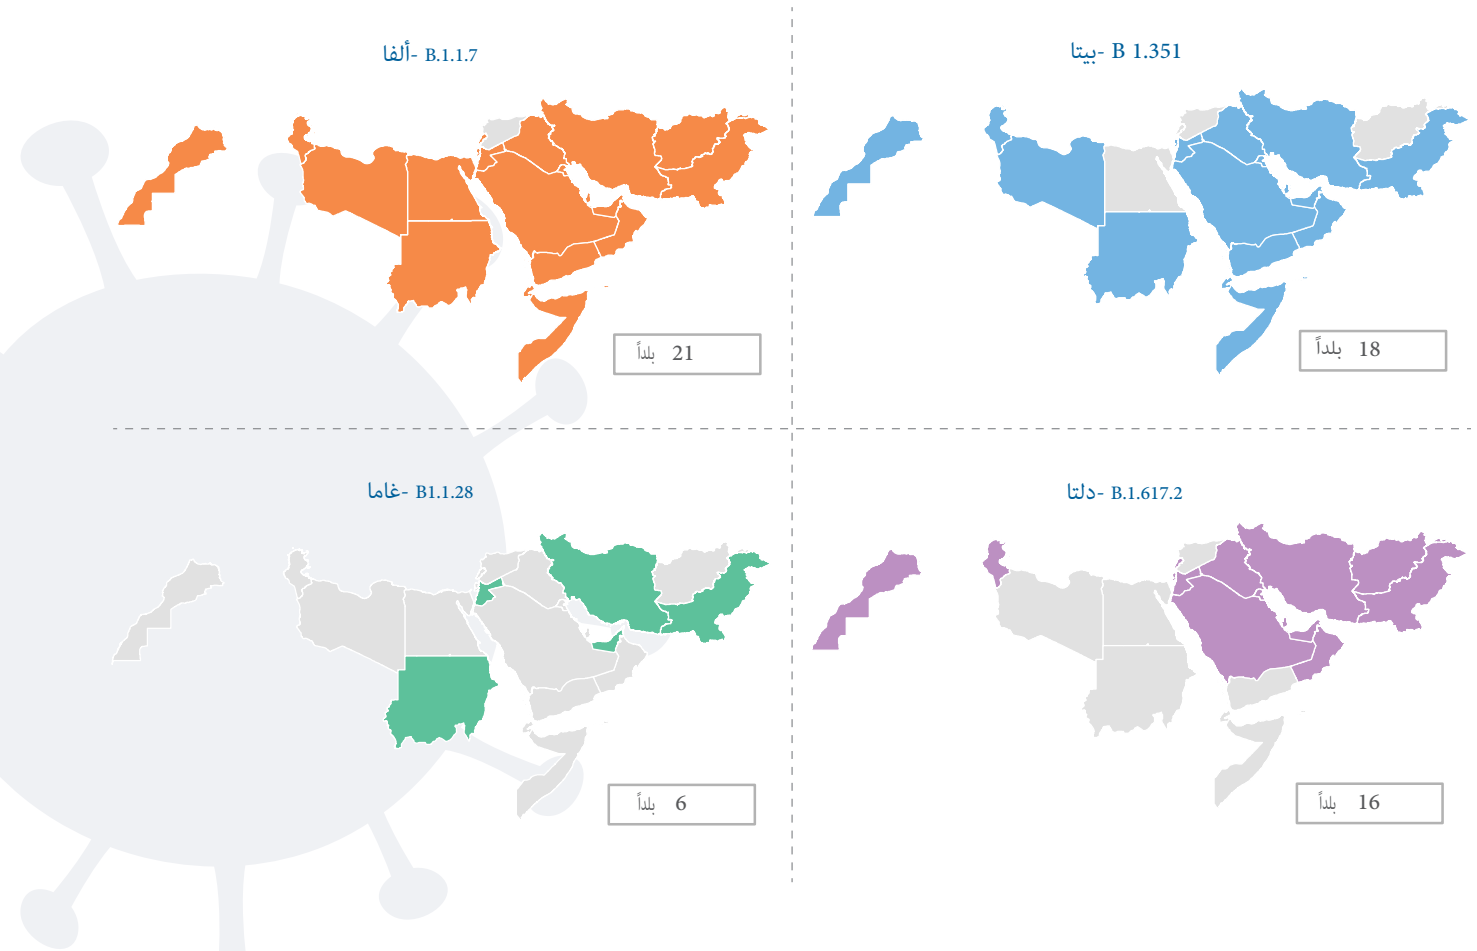 ألفا- B.1.1.7
21 بلداً
بيتا- B 1.351
18 بلداً
غاما- B1.1.28
6 بلداً
دلتا- B.1.617.2
16 بلداً